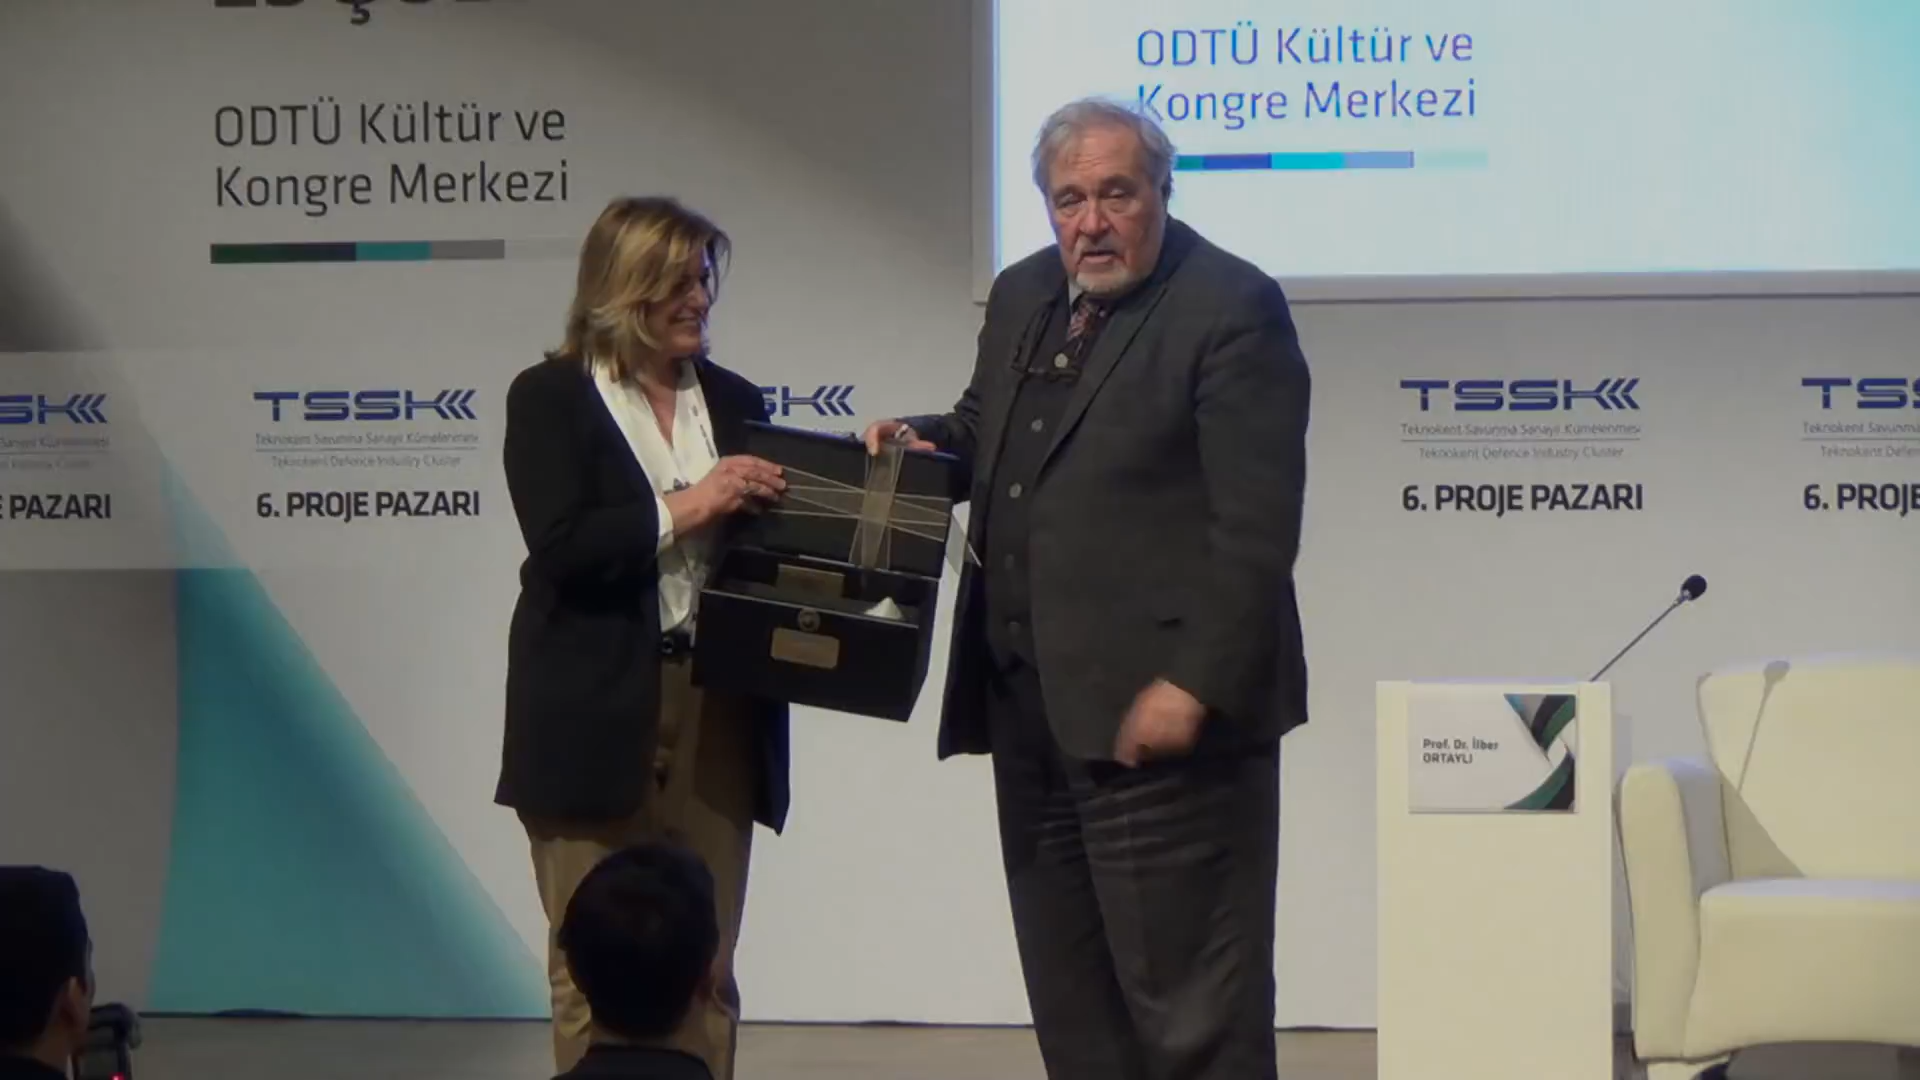 ODTÜ Kültür ve
Kongre Merkezi
ODTÜ Kültür ve
Kongre Merkezi
TSSK
Teknokent Savunma Sanayii Kümelenmesi
Teknokent Defence Industry Cluster
6. PROJE PAZARI
TSSK
Teknokent Savunma Sanayii Kümelenmesi
Teknokent Defence Industry Cluster
6. PROJE PAZARI
PAZARI
Prof. Dr. İlber
ORTAYLI